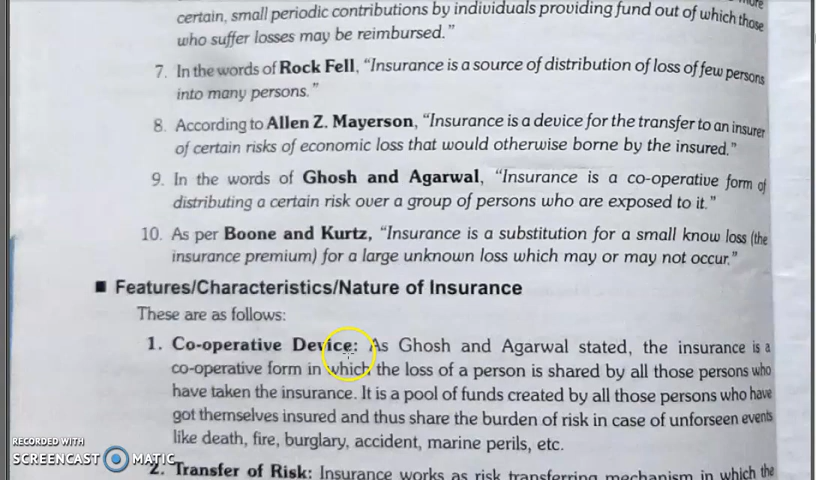 more
certain, small periodic contributions by individuals providing fund out of which those
who suffer losses may be reimbursed."
7. In the words of Rock Fell, "Insurance is a source of distribution of loss of few persons
into many persons."
8. According to Allen Z. Mayerson, "Insurance is a device for the transfer to an insurer
of certain risks of economic loss that would otherwise borne by the insured."
9. In the words of Ghosh and Agarwal, "Insurance is a co-operative form of
distributing a certain risk over a group of persons who are exposed to it."
10. As per Boone and Kurtz, "Insurance is a substitution for a small know loss (the
insurance premium) for a large unknown loss which may or may not occur."
■ Features/Characteristics/Nature of Insurance
These are as follows:
1. Co-operative Device: As Ghosh and Agarwal stated, the insurance is a
co-operative form in which the loss of a person is shared by all those persons who
have taken the insurance. It is a pool of funds created by all those persons who have
got themselves insured and thus share the burden of risk in case of unforseen events
like death, fire, burglary, accident, marine perils, etc.
2. Transfer of Risk: Insurance works as risk transferring mechanism in which the
RECORDED WITH
SCREENCAST MATIC